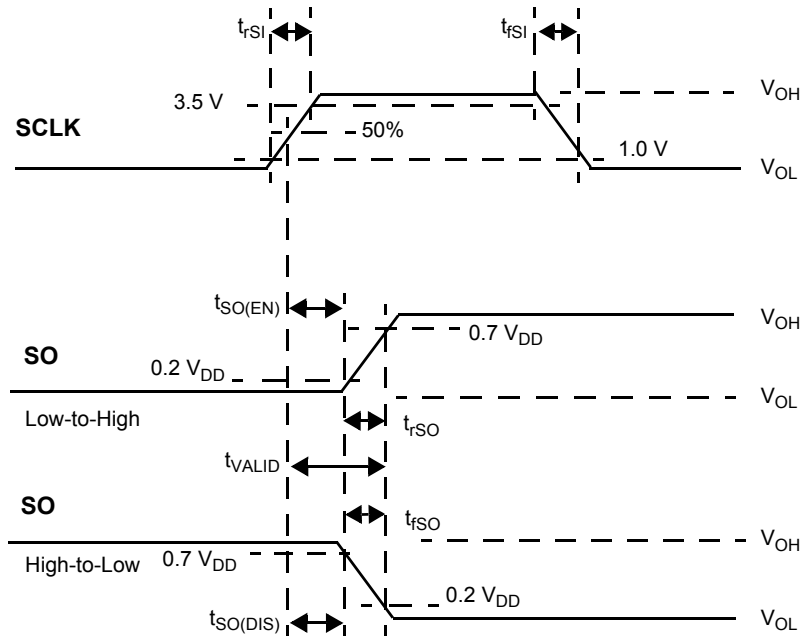 trSI
tfSI
3.5 V
VOH
SCLK
50%
1.0 V
VOL
tSO(EN)
VOH
0.7 VDD
SO
0.2 VDD
VOL
Low-to-High
trSO
tVALID
SO
tfSO
VOH
High-to-Low
0.7 VDD
0.2 VDD
tSO(DIS)
VOL